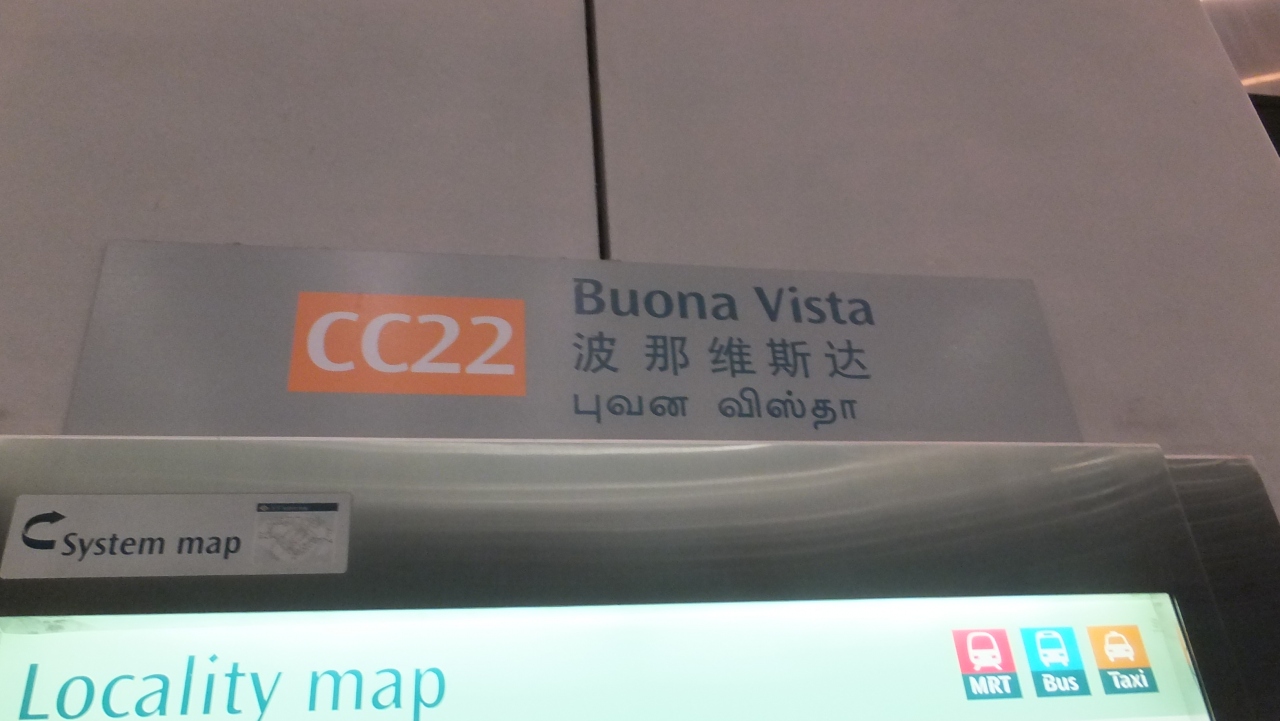 CC22
Buona Vista
波那维斯达
புவன விஸ்தா
System map
Locality map
MRT
Bus
Taxi